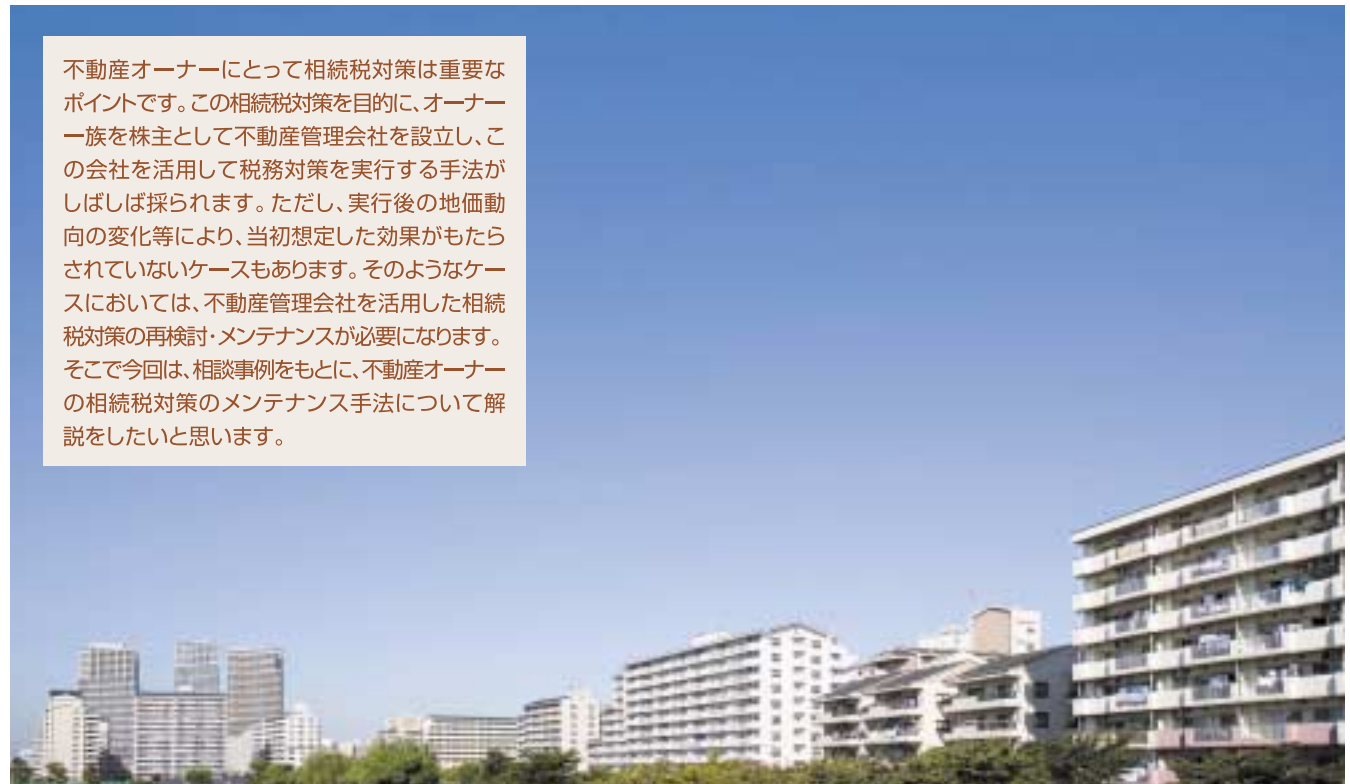 不動産オーナーにとって相続税対策は重要な
ポイントです。この相続税対策を目的に、オーナー
一族を株主として不動産管理会社を設立し、こ
の会社を活用して税務対策を実行する手法が
しばしば採られます。ただし、実行後の地価動
向の変化等により、当初想定した効果がもたら
されていないケースもあります。そのようなケー
スにおいては、不動産管理会社を活用した相続
税対策の再検討・メンテナンスが必要になります。
そこで今回は、相談事例をもとに、不動産オーナー
の相続税対策のメンテナンス手法について解
説をしたいと思います。